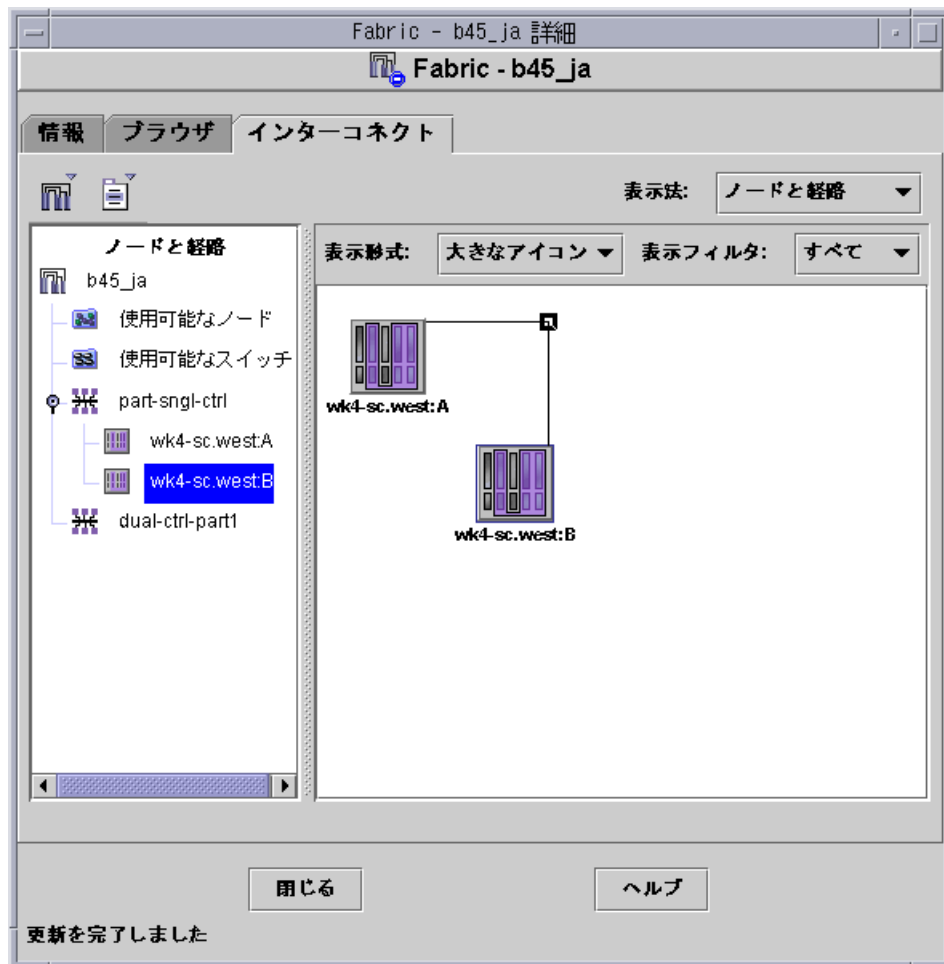 Fabric - b45_ja 詳細
Fabric - b45_ja
情報 ブラウザ インターコネクト
表示法: ノードと経路
ノードと経路
表示形式: 大きなアイコン 表示フィルタ: すべて
b45_ja
使用可能なノード
使用可能なスイッチ
part-sngl-ctrl
wk4-sc.west:A
wk4-sc.west:B
dual-ctrl-part1
wk4-sc.west:A
wk4-sc.west:B
閉じる ヘルプ
更新を完了しました